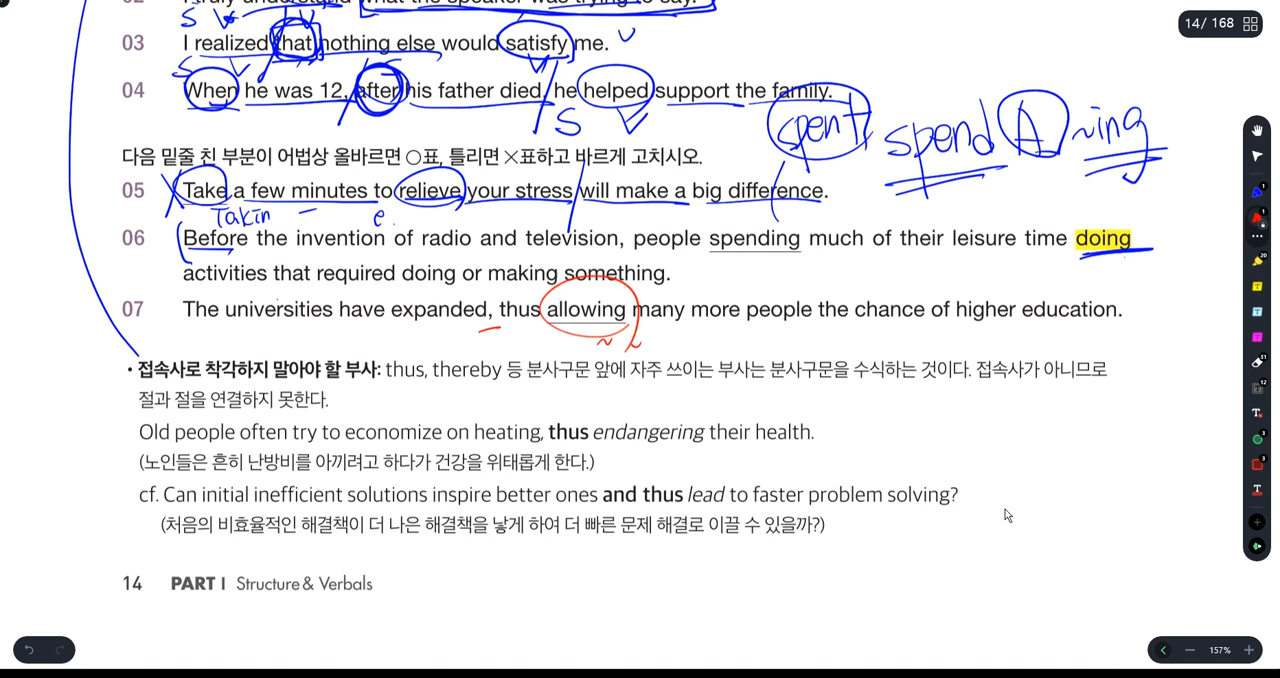 14/ 168
02 I truly understand what the speaker was trying to say.
S V
03 I realized that nothing else would satisfy me.
S V
04 When he was 12, after his father died, he helped support the family.
S V
spent spend A ~ing
다음 밑줄 친 부분이 어법상 올바르면 ○표, 틀리면 ×표하고 바르게 고치시오.
05 Take a few minutes to relieve your stress will make a big difference.
Takin
e.
06 Before the invention of radio and television, people spending much of their leisure time doing
activities that required doing or making something.
07 The universities have expanded, thus allowing many more people the chance of higher education.
• 접속사로 착각하지 말아야 할 부사: thus, thereby 등 분사구문 앞에 자주 쓰이는 부사는 분사구문을 수식하는 것이다. 접속사가 아니므로
절과 절을 연결하지 못한다.
Old people often try to economize on heating, thus endangering their health.
(노인들은 흔히 난방비를 아끼려고 하다가 건강을 위태롭게 한다.)
cf. Can initial inefficient solutions inspire better ones and thus lead to faster problem solving?
(처음의 비효율적인 해결책이 더 나은 해결책을 낳게 하여 더 빠른 문제 해결로 이끌 수 있을까?)
14 PART I Structure & Verbals
157%